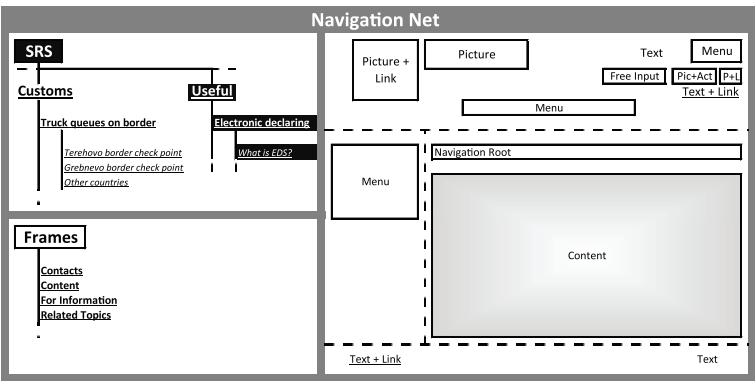 Navigation Net
SRS
Customs
Useful
Truck queues on border
Electronic declaring
Terehovo border check point
What is EDS?
Grebnevo border check point
Other countries
Frames
Contacts
Content
For Information
Related Topics
Picture +
Link
Picture
Text
Menu
Free Input
Pic+Act
P+L
Text + Link
Menu
Menu
Navigation Root
Content
Text + Link
Text